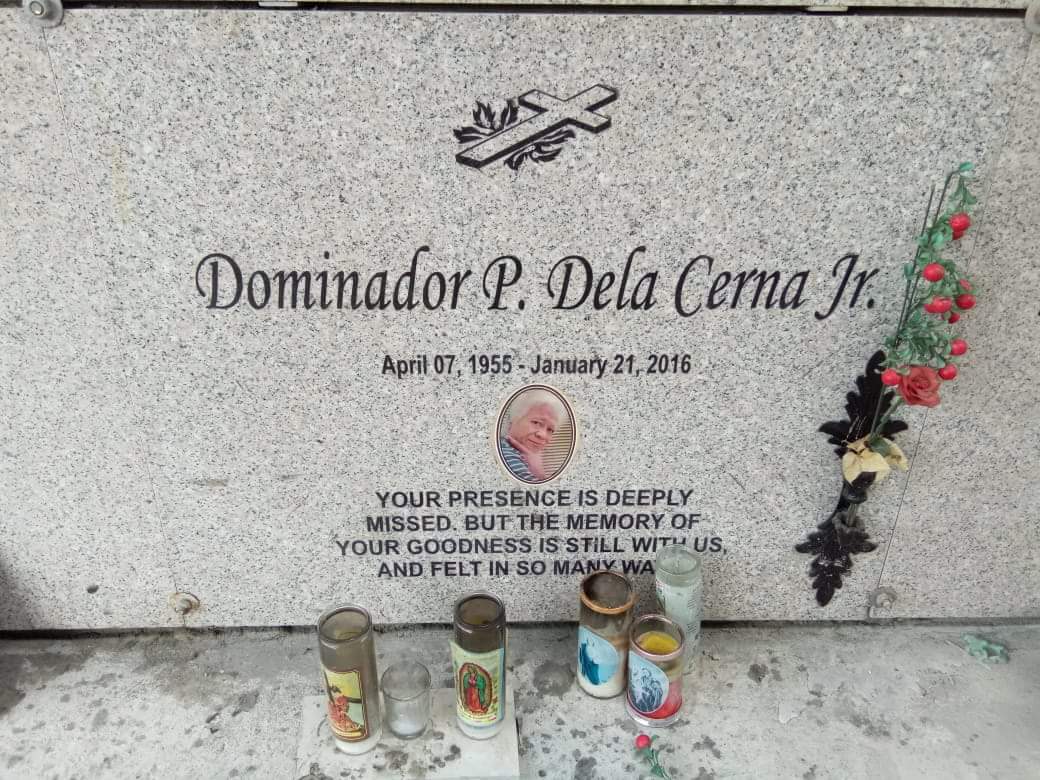 Dominador P. Dela Cerna Jr.
April 07, 1955 - January 21, 2016
YOUR PRESENCE IS DEEPLY
MISSED. BUT THE MEMORY OF
YOUR GOODNESS IS STILL WITH US,
AND FELT IN SO MANY